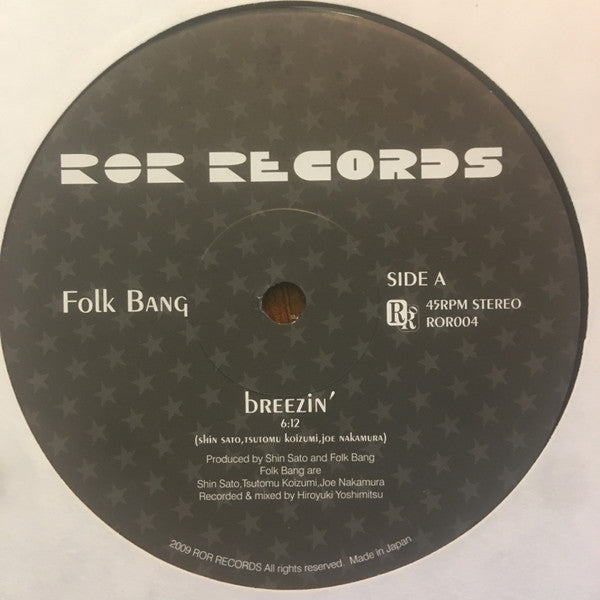 ROR RECORDS
Folk Bang
SIDE A
RR
45RPM STEREO
ROR004
breezin'
6:12
(shin sato,tsutomu koizumi,joe nakamura)
Produced by Shin Sato and Folk Bang
Folk Bang are
Shin Sato,Tsutomu Koizumi,Joe Nakamura
Recorded & mixed by Hiroyuki Yoshimitsu
2009 ROR RECORDS All rights reserved. Made in Japan